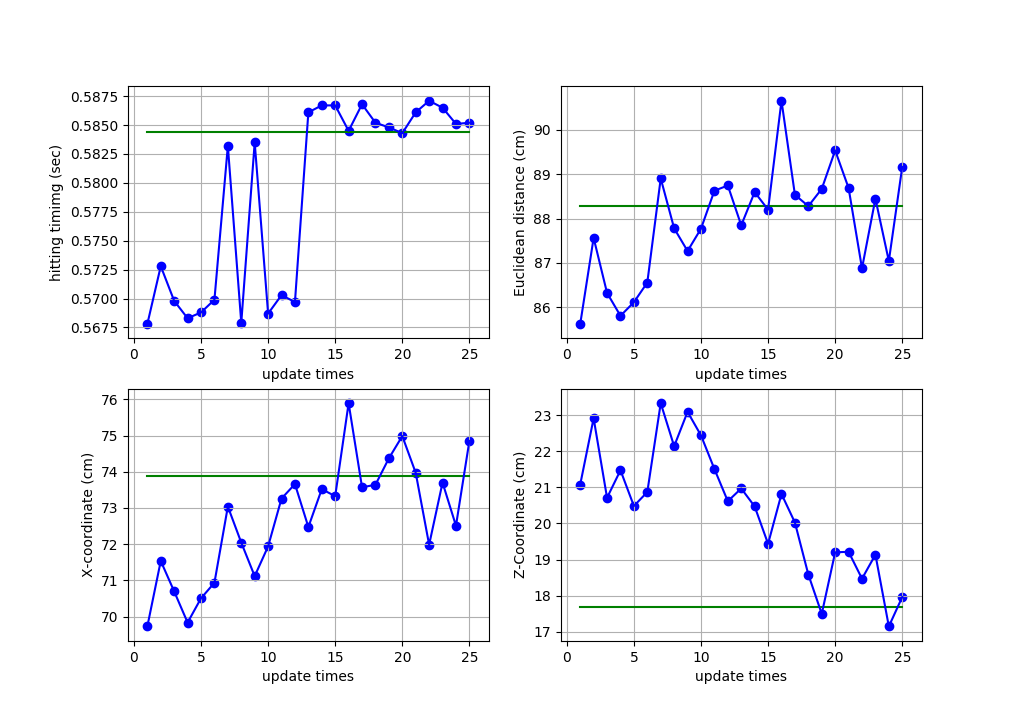 0.5875
0.5850
0.5825
0.5800
0.5775
0.5750
0.5725
0.5700
0.5675
hitting timimg (sec)
0 5 10 15 20 25
update times
90
89
88
87
86
Euclidean distance (cm)
0 5 10 15 20 25
update times
76
75
74
73
72
71
70
X-coordinate (cm)
0 5 10 15 20 25
update times
23
22
21
20
19
18
17
Z-Coordinate (cm)
0 5 10 15 20 25
update times